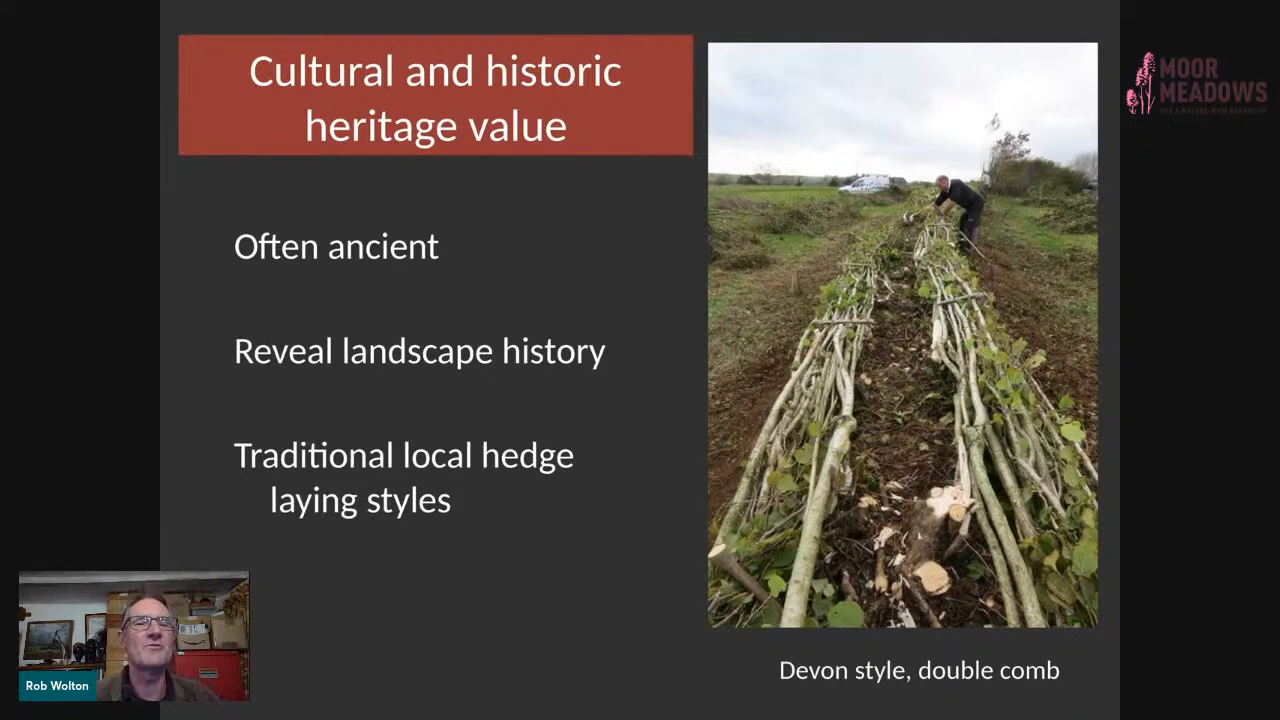 Cultural and historic
heritage value
MOOR
MEADOWS
Often ancient
Reveal landscape history
Traditional local hedge
laying styles
Rob Wolton
Devon style, double comb